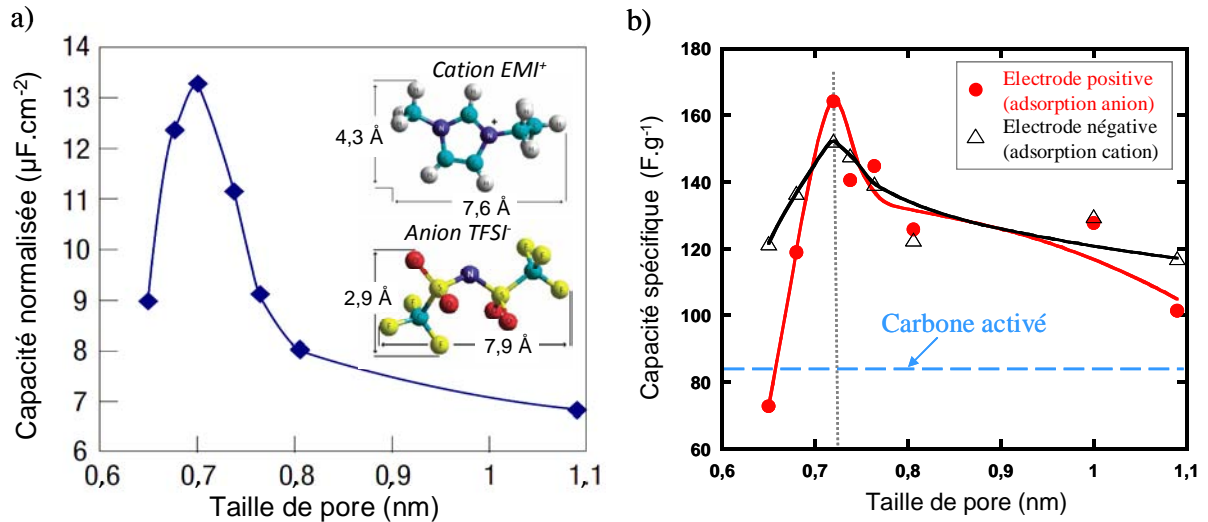 a)
Capacité normalisée (µF.cm-2)
14
13
12
11
10
9
8
7
6
0,6
0,7
0,8
0,9
1
1,1
Taille de pore (nm)
Cation EMI+
4,3 Å
7,6 Å
Anion TFSI-
2,9 Å
7,9 Å
b)
Capacité spécifique (F.g-1)
180
160
140
120
100
80
60
0,6
0,7
0,8
0,9
1
1,1
Taille de pore (nm)
Electrode positive
(adsorption anion)
Electrode négative
(adsorption cation)
Carbone activé